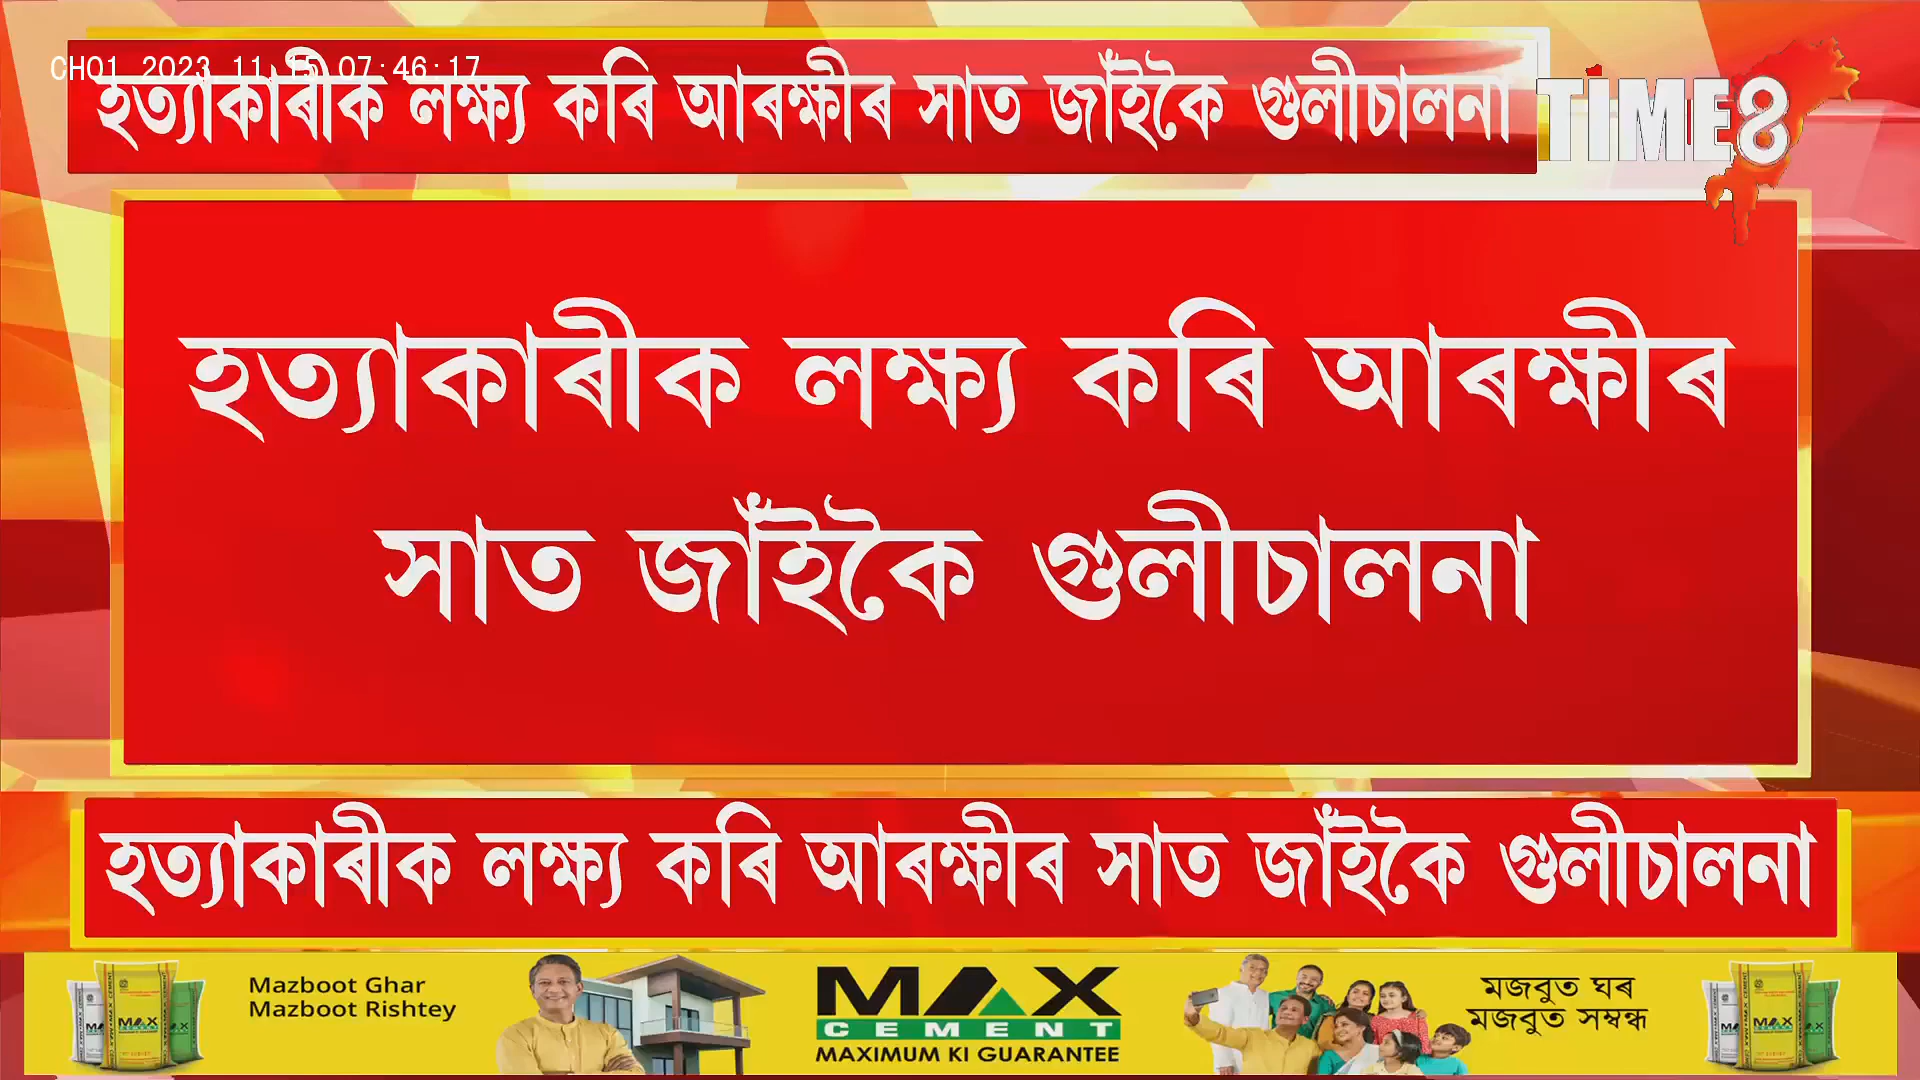 CH01 2023.11.15 07:46:17
হত্যাকাৰীক লক্ষ্য কৰি আৰক্ষীৰ সাত জাঁইকৈ গুলীচালনা
TIME8
হত্যাকাৰীক লক্ষ্য কৰি আৰক্ষীৰ
সাত জাঁইকৈ গুলীচালনা
হত্যাকাৰীক লক্ষ্য কৰি আৰক্ষীৰ সাত জাঁইকৈ গুলীচালনা
Mazboot Ghar
Mazboot Rishtey
MAX
CEMENT
MAXIMUM KI GUARANTEE
মজবুত ঘৰ
মজবুত সম্বন্ধ
MAX
MAX